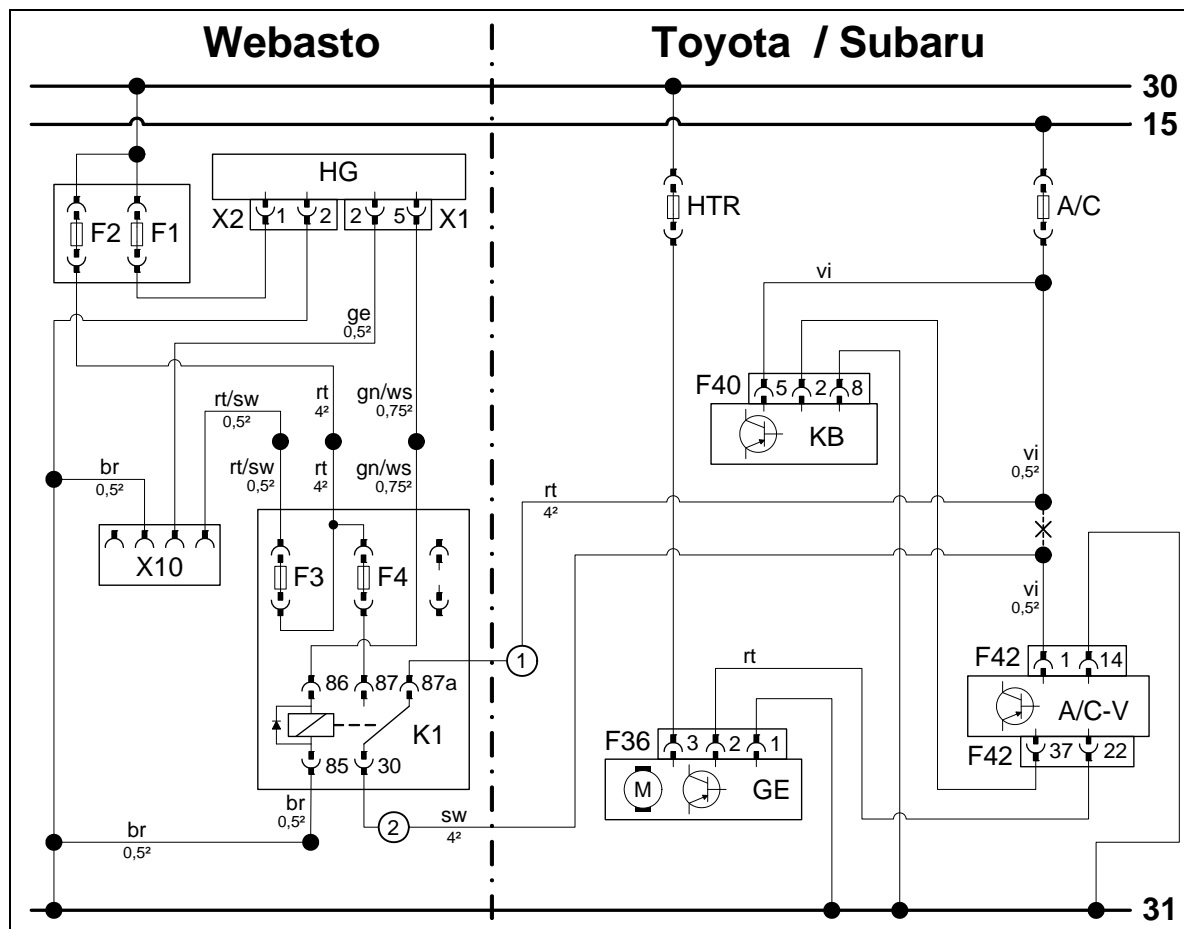 Webasto
Toyota / Subaru
30
15
HG
HTR
A/C
F2
F1
X2
1
2
2
5
X1
vi
ge
0,5²
F40
5
2
8
KB
rt/sw
0,5²
rt
4²
gn/ws
0,75²
br
0,5²
rt/sw
0,5²
rt
4²
gn/ws
0,75²
vi
0,5²
rt
4²
X10
F3
F4
vi
0,5²
1
rt
F42
1
14
A/C-V
86
87
87a
K1
F36
3
2
1
M
GE
F42
37
22
85
30
br
0,5²
2
sw
4²
br
0,5²
31